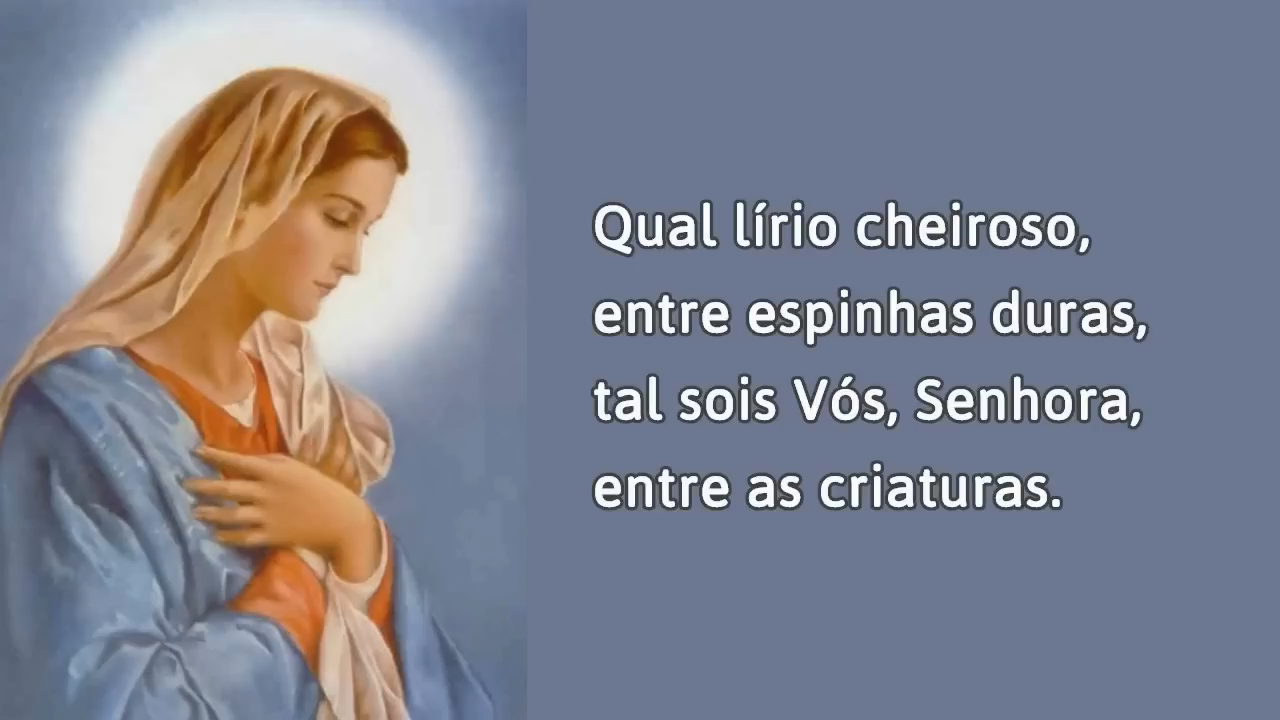 Qual lírio cheiroso,
entre espinhas duras,
tal sois Vós, Senhora,
entre as criaturas.